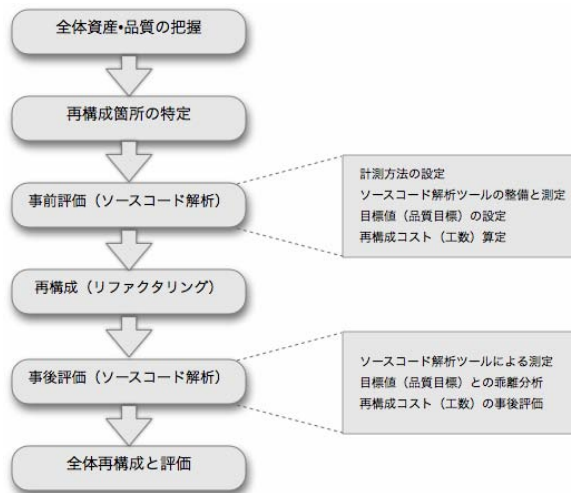 全体資産•品質の把握
再構成箇所の特定
事前評価（ソースコード解析）
計測方法の設定
ソースコード解析ツールの整備と測定
目標値（品質目標）の設定
再構成コスト（工数）算定
再構成（リファクタリング）
事後評価（ソースコード解析）
ソースコード解析ツールによる測定
目標値（品質目標）との乖離分析
再構成コスト（工数）の事後評価
全体再構成と評価